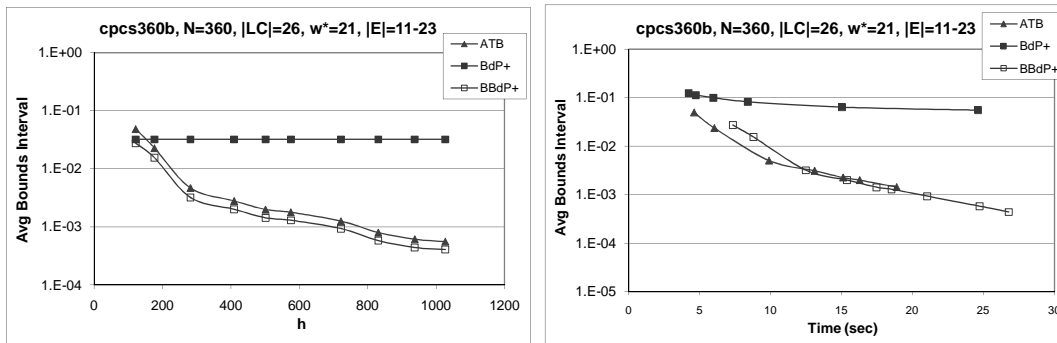 cpcs360b, N=360, |LC|=26, w*=21, |E|=11-23
ATB
BdP+
BBdP+
Avg Bounds Interval
1.E+00
1.E-01
1.E-02
1.E-03
1.E-04
0 200 400 600 800 1000 1200
h
cpcs360b, N=360, |LC|=26, w*=21, |E|=11-23
ATB
BdP+
BBdP+
Avg Bounds Interval
1.E+00
1.E-01
1.E-02
1.E-03
1.E-04
1.E-05
0 5 10 15 20 25 30
Time (sec)